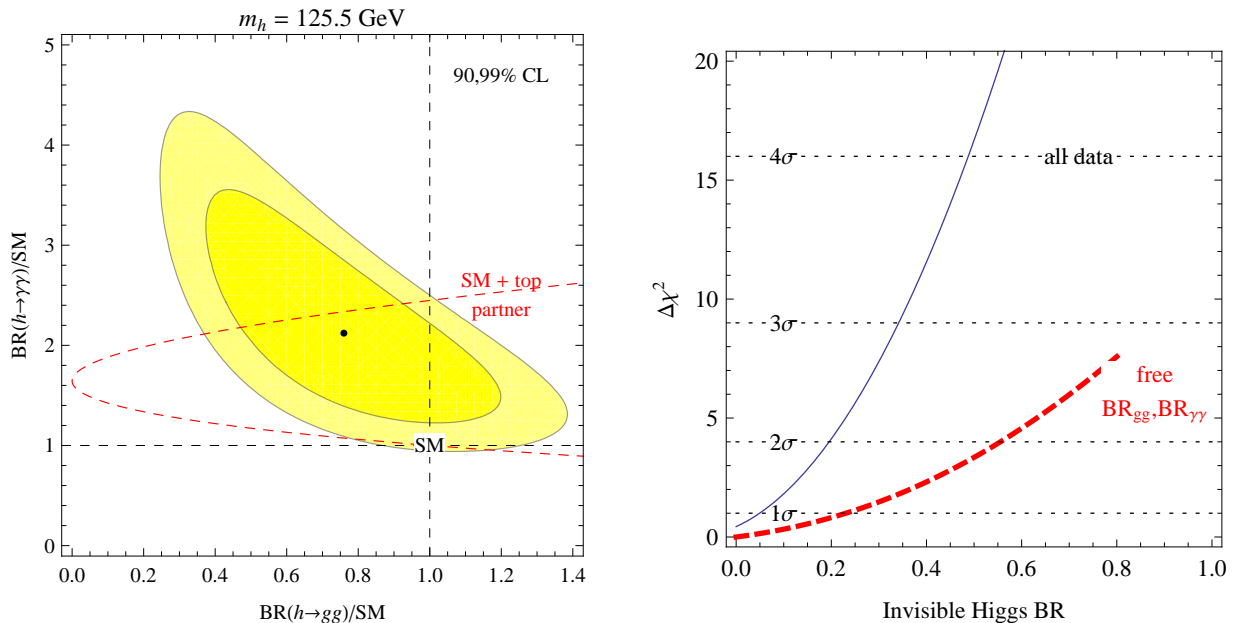 m_h = 125.5 GeV
90,99% CL
5
4
3
2
1
0
BR(h→γγ)/SM
SM + top
partner
SM
0.0 0.2 0.4 0.6 0.8 1.0 1.2 1.4
BR(h→gg)/SM
20
15
10
5
0
Δχ²
4σ
all data
3σ
2σ
1σ
free
BR_gg,BR_γγ
0.0 0.2 0.4 0.6 0.8 1.0
Invisible Higgs BR